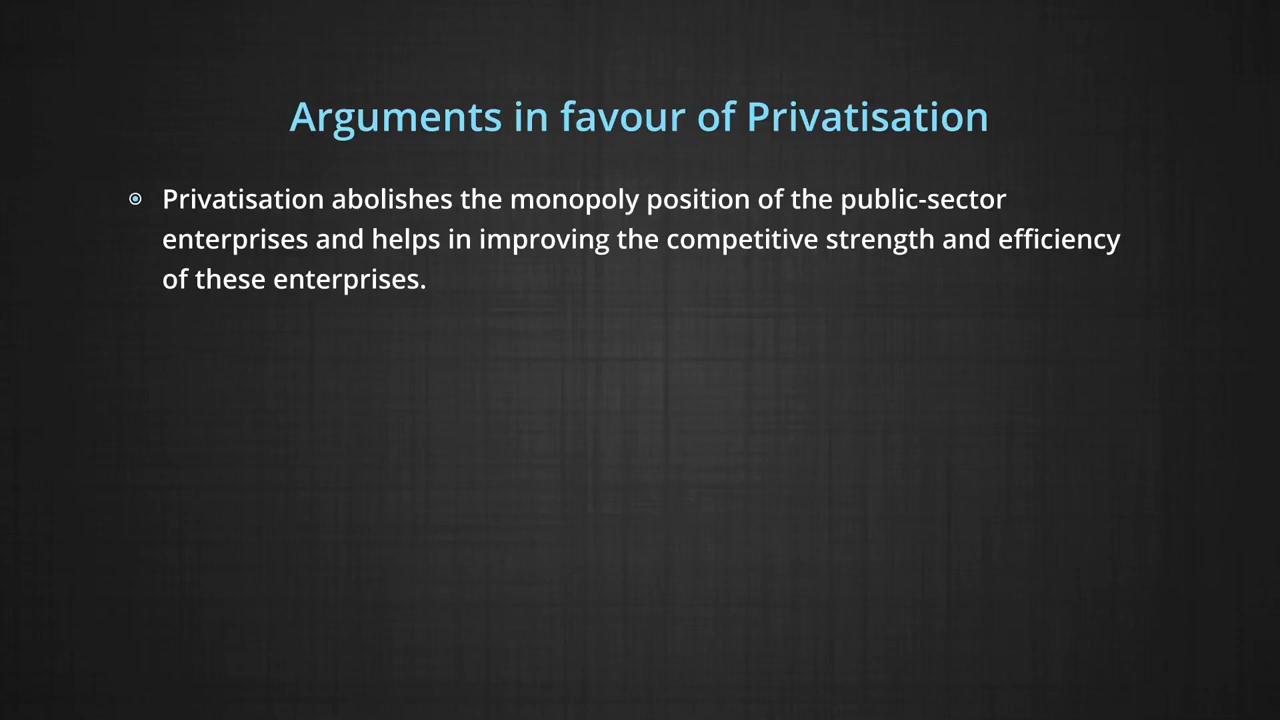 Arguments in favour of Privatisation
Privatisation abolishes the monopoly position of the public-sector
enterprises and helps in improving the competitive strength and efficiency
of these enterprises.